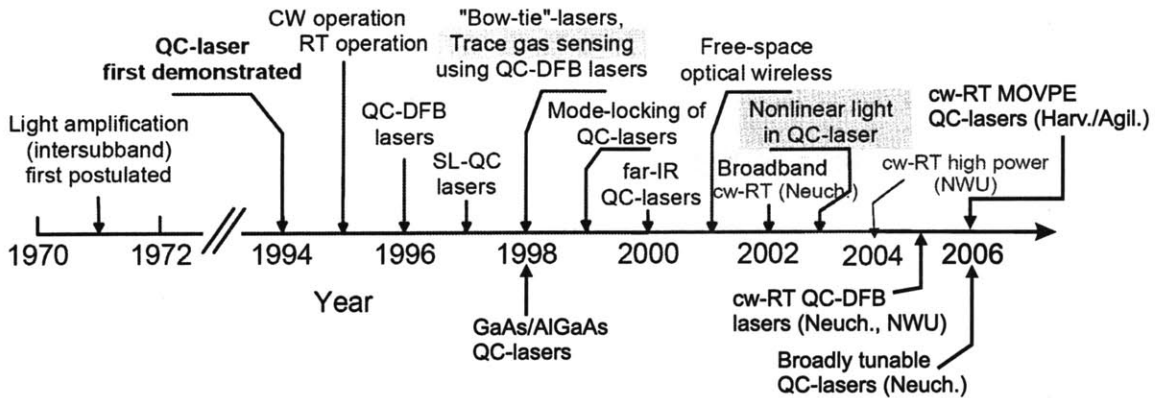 CW operation
RT operation
"Bow-tie"-lasers,
Trace gas sensing
using QC-DFB lasers
QC-laser
first demonstrated
Free-space
optical wireless
cw-RT MOVPE
QC-lasers (Harv./Agil.)
Light amplification
(intersubband)
first postulated
QC-DFB
lasers
Mode-locking of
QC-lasers
Nonlinear light
in QC-laser
SL-QC
lasers
far-IR
QC-lasers
Broadband
cw-RT (Neuch.)
cw-RT high power
(NWU)
1970
1972
1994
1996
1998
2000
2002
2004
2006
Year
GaAs/AlGaAs
QC-lasers
cw-RT QC-DFB
lasers (Neuch., NWU)
Broadly tunable
QC-lasers (Neuch.)